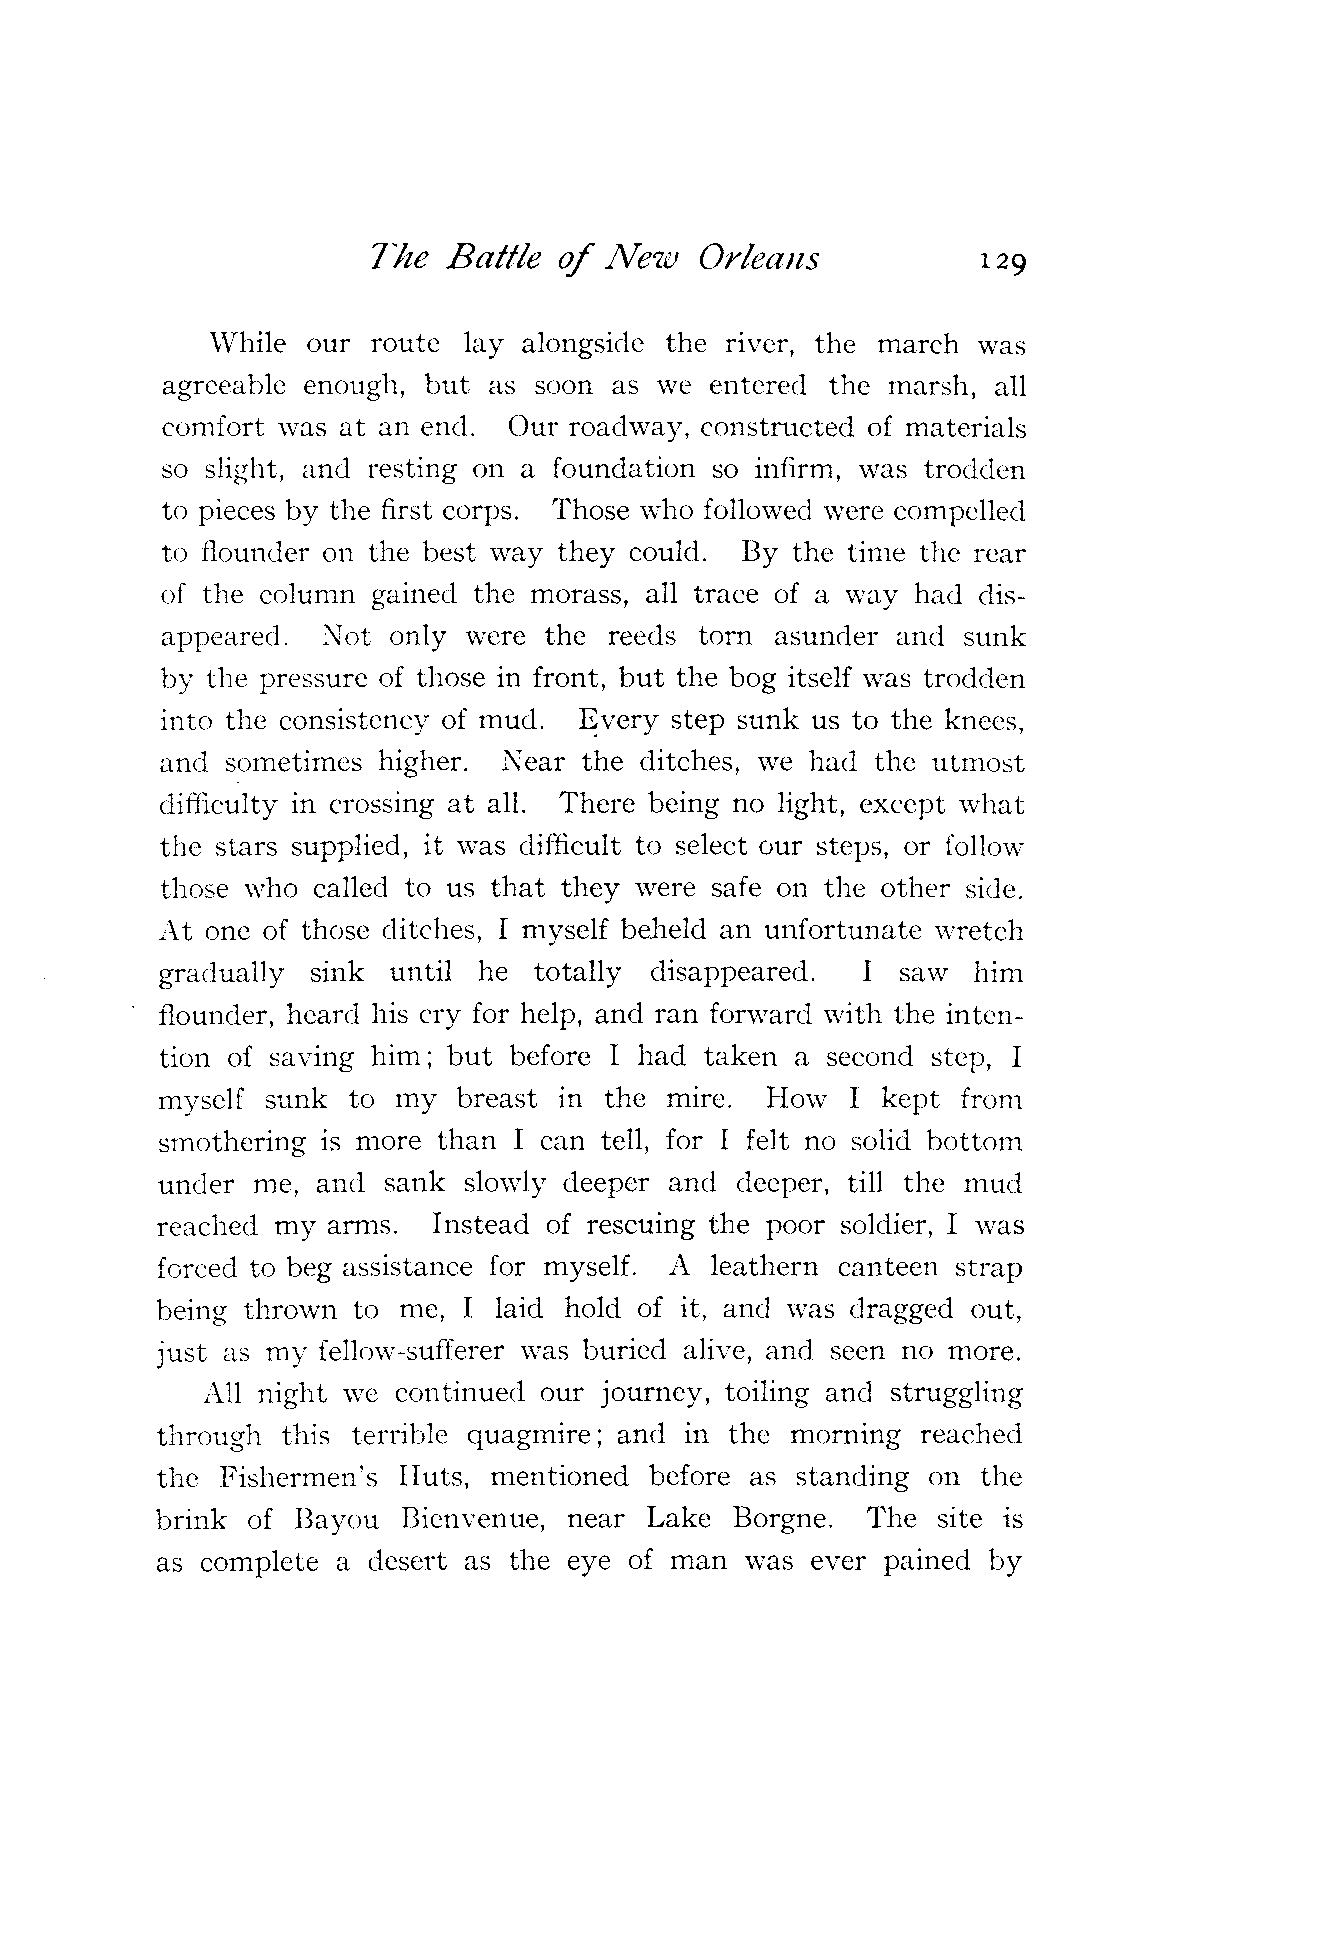 The Battle of New Orleans 129
While our route lay alongside the river, the march was
agreeable enough, but as soon as we entered the marsh, all
comfort was at an end. Our roadway, constructed of materials
so slight, and resting on a foundation so infirm, was trodden
to pieces by the first corps. Those who followed were compelled
to flounder on the best way they could. By the time the rear
of the column gained the morass, all trace of a way had dis-
appeared. Not only were the reeds torn asunder and sunk
by the pressure of those in front, but the bog itself was trodden
into the consistency of mud. Every step sunk us to the knees,
and sometimes higher. Near the ditches, we had the utmost
difficulty in crossing at all. There being no light, except what
the stars supplied, it was difficult to select our steps, or follow
those who called to us that they were safe on the other side.
At one of those ditches, I myself beheld an unfortunate wretch
gradually sink until he totally disappeared. I saw him
flounder, heard his cry for help, and ran forward with the inten-
tion of saving him; but before I had taken a second step, I
myself sunk to my breast in the mire. How I kept from
smothering is more than I can tell, for I felt no solid bottom
under me, and sank slowly deeper and deeper, till the mud
reached my arms. Instead of rescuing the poor soldier, I was
forced to beg assistance for myself. A leathern canteen strap
being thrown to me, I laid hold of it, and was dragged out,
just as my fellow-sufferer was buried alive, and seen no more.
All night we continued our journey, toiling and struggling
through this terrible quagmire; and in the morning reached
the Fishermen's Huts, mentioned before as standing on the
brink of Bayou Bienvenue, near Lake Borgne. The site is
as complete a desert as the eye of man was ever pained by